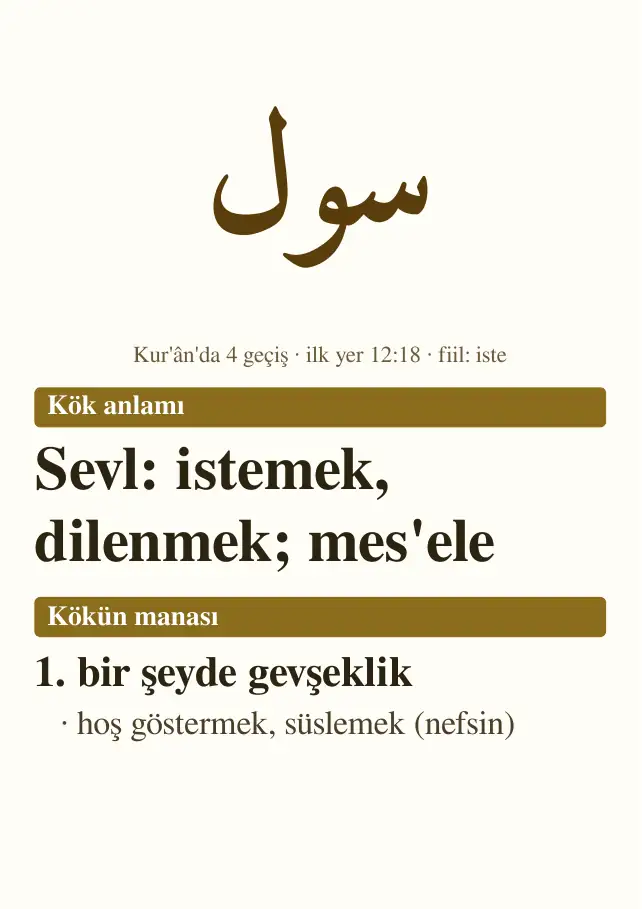 سول
Kur'ân'da 4 geçiş · ilk yer 12:18 · fiil: iste
Kök anlamı
Sevl: istemek,
dilenmek; mes'ele
Kökün manası
1. bir şeyde gevşeklik
· hoş göstermek, süslemek (nefsin)